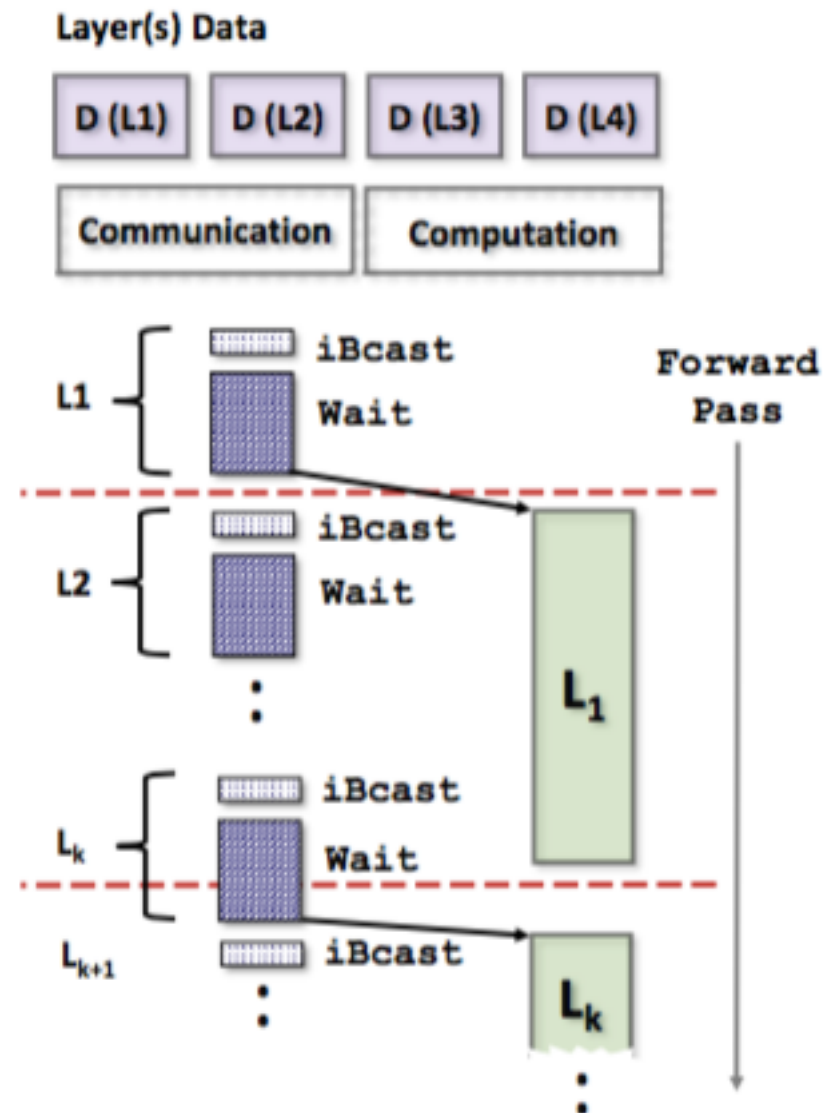 Layer(s) Data
D (L1) D (L2) D (L3) D (L4)
Communication Computation
iBcast
Forward
Pass
L1
Wait
iBcast
L2
Wait
:
L₁
iBcast
Lₖ
Wait
Lₖ₊₁
iBcast
:
Lₖ
: